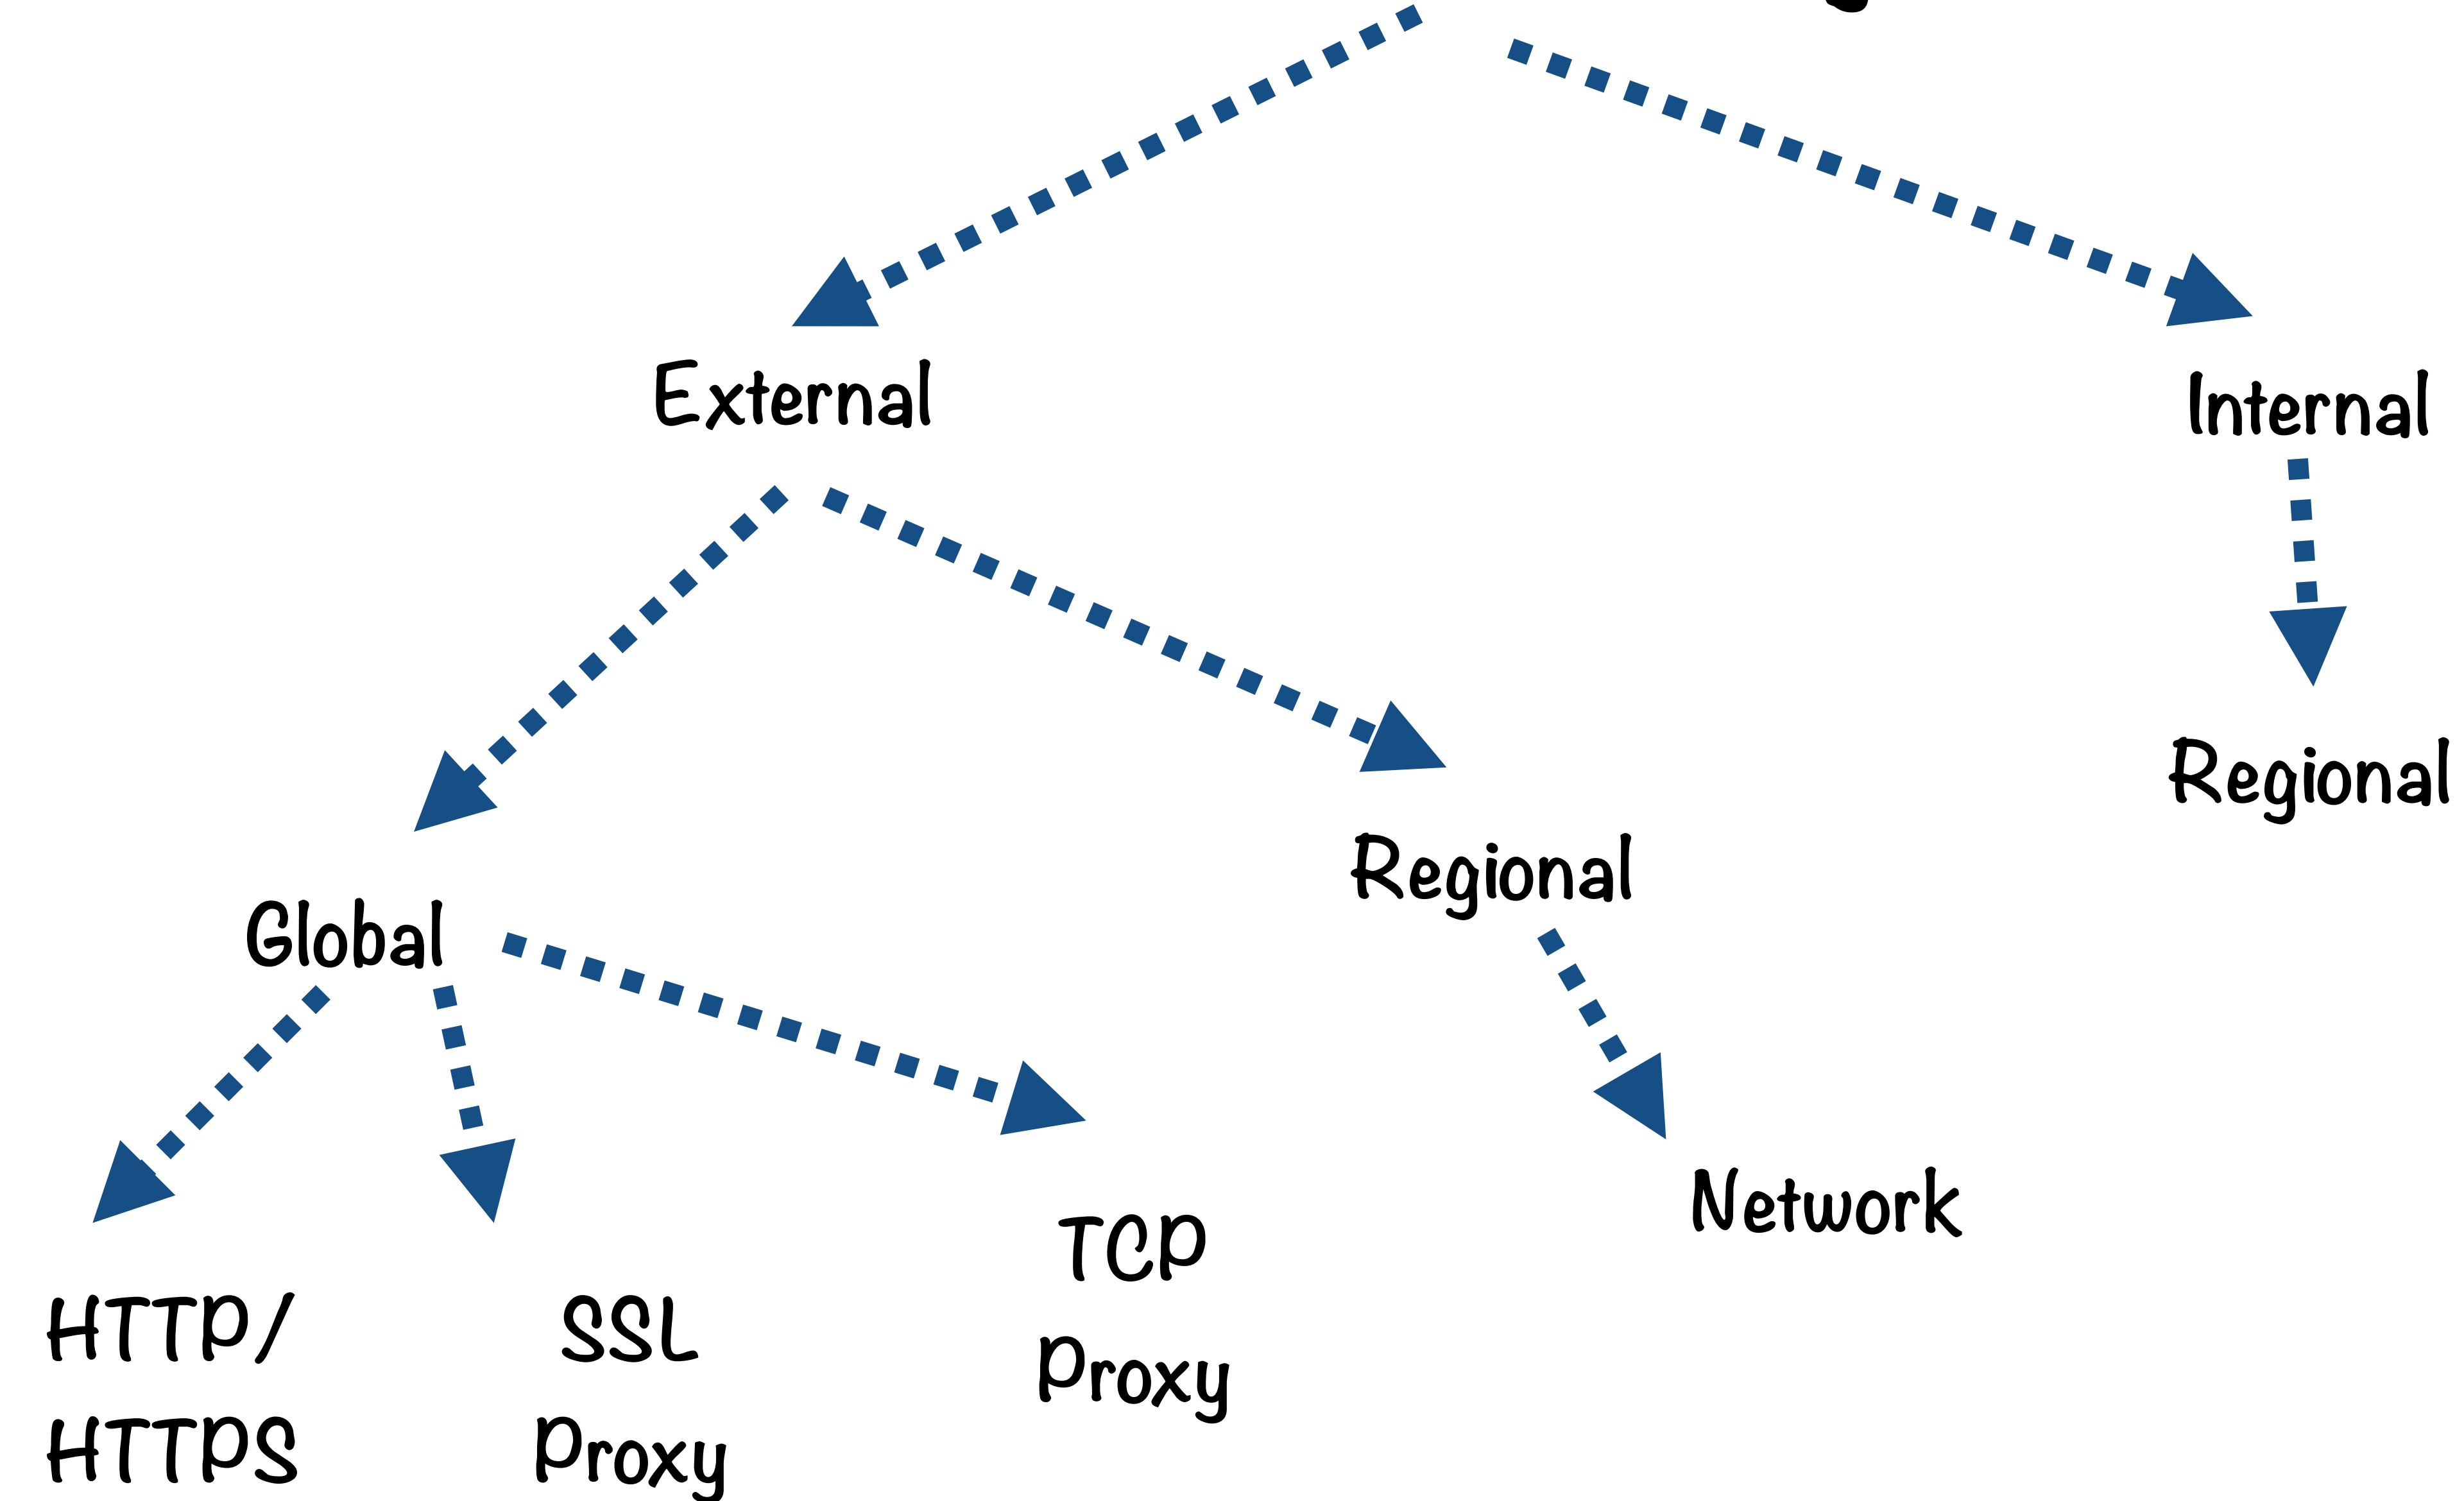 External
Internal
Regional
Regional
Global
Network
TCP
Proxy
HTTP/
HTTPS
SSL
Proxy